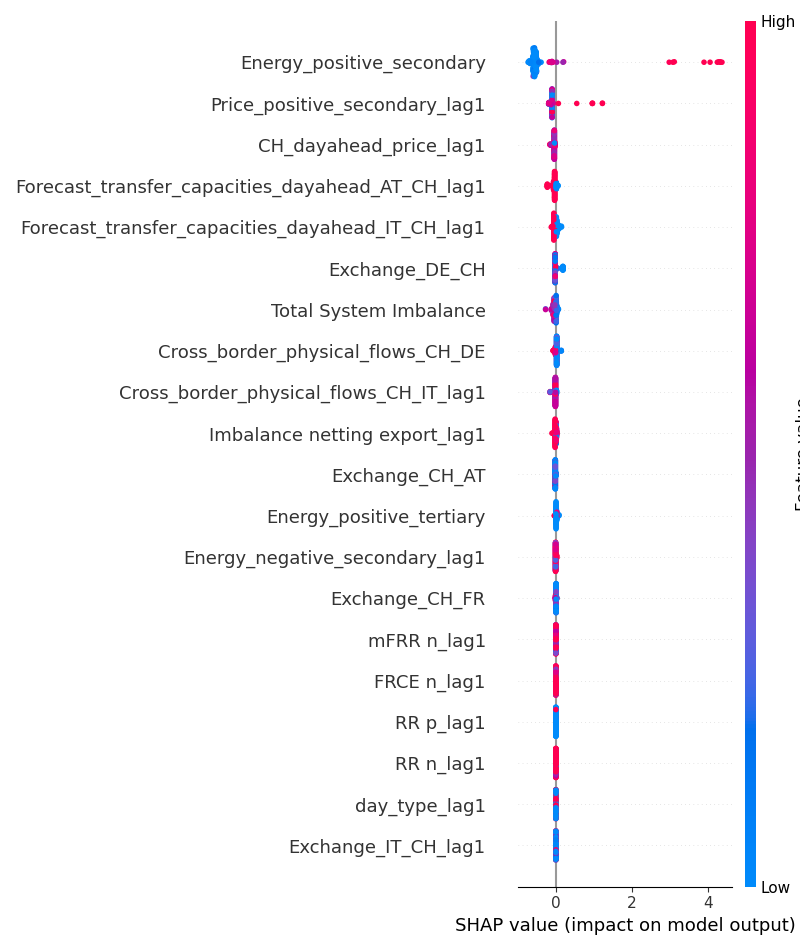 High
Energy_positive_secondary
Price_positive_secondary_lag1
CH_dayahead_price_lag1
Forecast_transfer_capacities_dayahead_AT_CH_lag1
Forecast_transfer_capacities_dayahead_IT_CH_lag1
Exchange_DE_CH
Total System Imbalance
Cross_border_physical_flows_CH_DE
Cross_border_physical_flows_CH_IT_lag1
Imbalance netting export_lag1
Exchange_CH_AT
Energy_positive_tertiary
Energy_negative_secondary_lag1
Exchange_CH_FR
mFRR n_lag1
FRCE n_lag1
RR p_lag1
RR n_lag1
day_type_lag1
Exchange_IT_CH_lag1
Low
0 2 4
SHAP value (impact on model output)